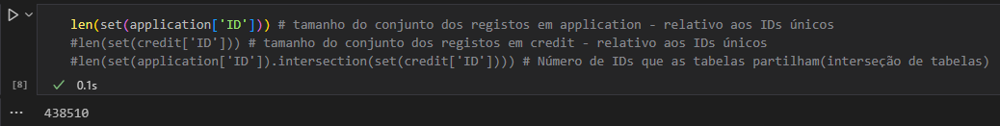 len(set(application['ID'])) # tamanho do conjunto dos registos em application - relativo aos IDs únicos
#len(set(credit['ID'])) # tamanho do conjunto dos registos em credit - relativo aos IDs únicos
#len(set(application['ID']).intersection(set(credit['ID']))) # Número de IDs que as tabelas partilham(interseção de tabelas)
[8] 0.1s
... 438510